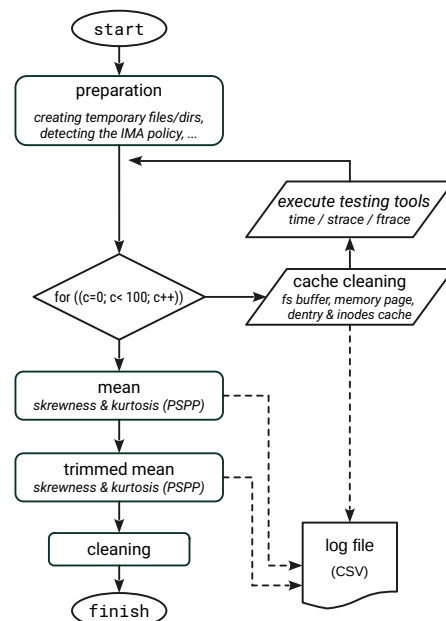 start
preparation
creating temporary files/dirs,
detecting the IMA policy, ...
execute testing tools
time / strace / ftrace
for ((c=0; c< 100; c++))
cache cleaning
fs buffer, memory page,
dentry & inodes cache
mean
skrewness & kurtosis (PSPP)
trimmed mean
skrewness & kurtosis (PSPP)
cleaning
log file
(CSV)
finish